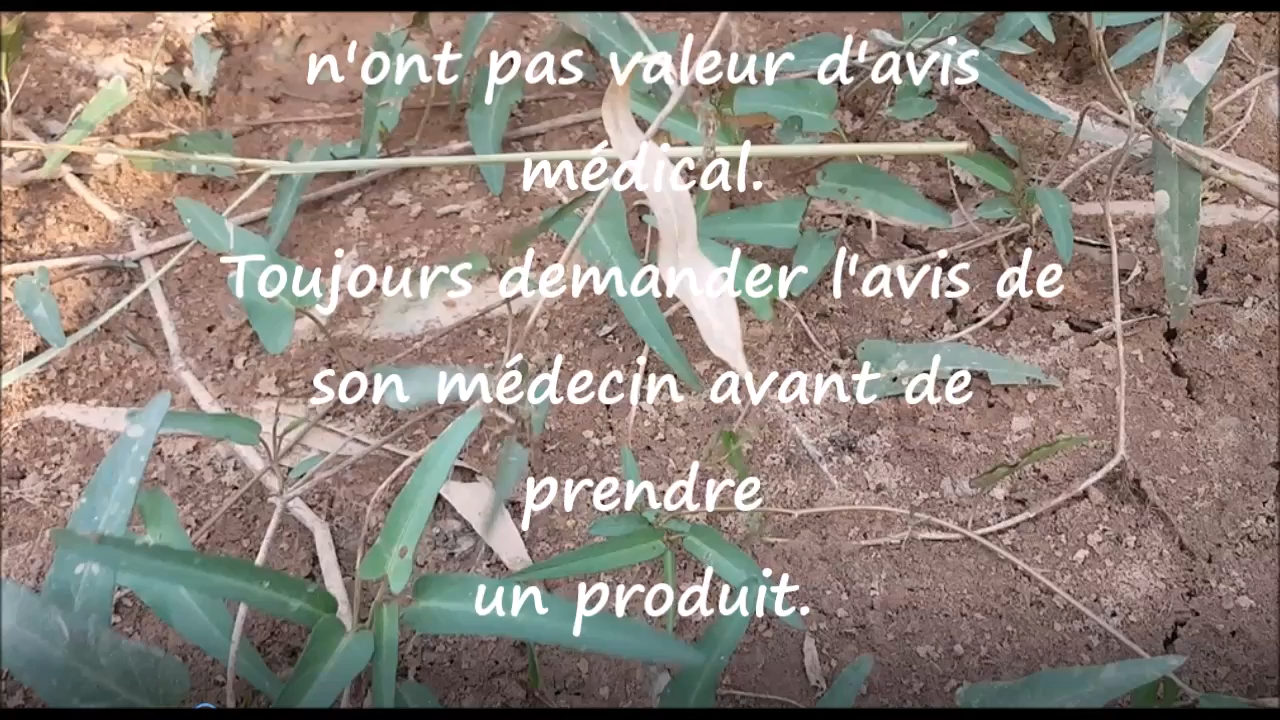 n'ont pas valeur d'avis
médical.
Toujours demander l'avis de
son médecin avant de
prendre
un produit.